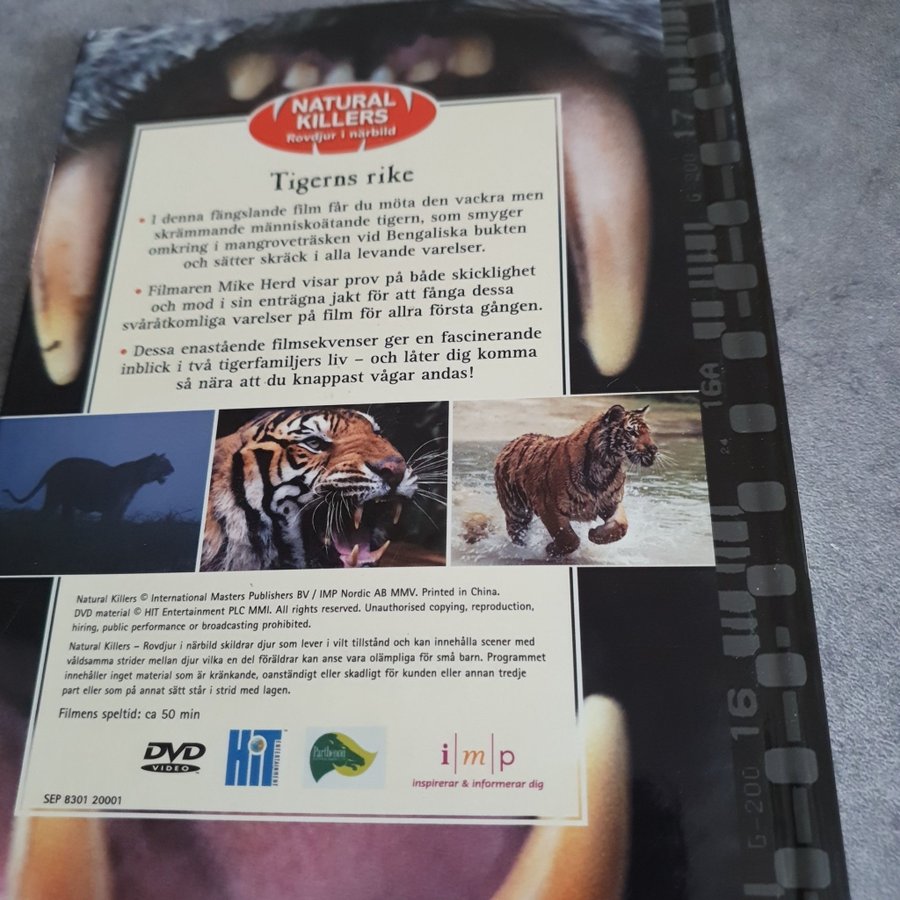 NATURAL
KILLERS
Rovdjur i närbild
Tigerns rike
• I denna fängslande film får du möta den vackra men
skrämmande människoätande tigern, som smyger
omkring i mangroveträsken vid Bengaliska bukten
och sätter skräck i alla levande varelser.
• Filmaren Mike Herd visar prov på både skicklighet
och mod i sin enträgna jakt för att fånga dessa
svåråtkomliga varelser på film för allra första gången.
• Dessa enastående filmsekvenser ger en fascinerande
inblick i två tigerfamiljers liv – och låter dig komma
så nära att du knappast vågar andas!
Natural Killers © International Masters Publishers BV / IMP Nordic AB MMV. Printed in China.
DVD material © HIT Entertainment PLC MMI. All rights reserved. Unauthorised copying, reproduction,
hiring, public performance or broadcasting prohibited.
Natural Killers – Rovdjur i närbild skildrar djur som lever i vilt tillstånd och kan innehålla scener med
våldsamma strider mellan djur vilka en del föräldrar kan anse vara olämpliga för små barn. Programmet
innehåller inget material som är kränkande, oanständigt eller skadligt för kunden eller annan tredje
part eller som på annat sätt står i strid med lagen.
Filmens speltid: ca 50 min
DVD
VIDEO
HiT
ENTERTAINMENT
Parthenon
i|m|p
inspirerar & informerar dig
SEP 8301 20001
G-200 17
16A
24
G-200 16